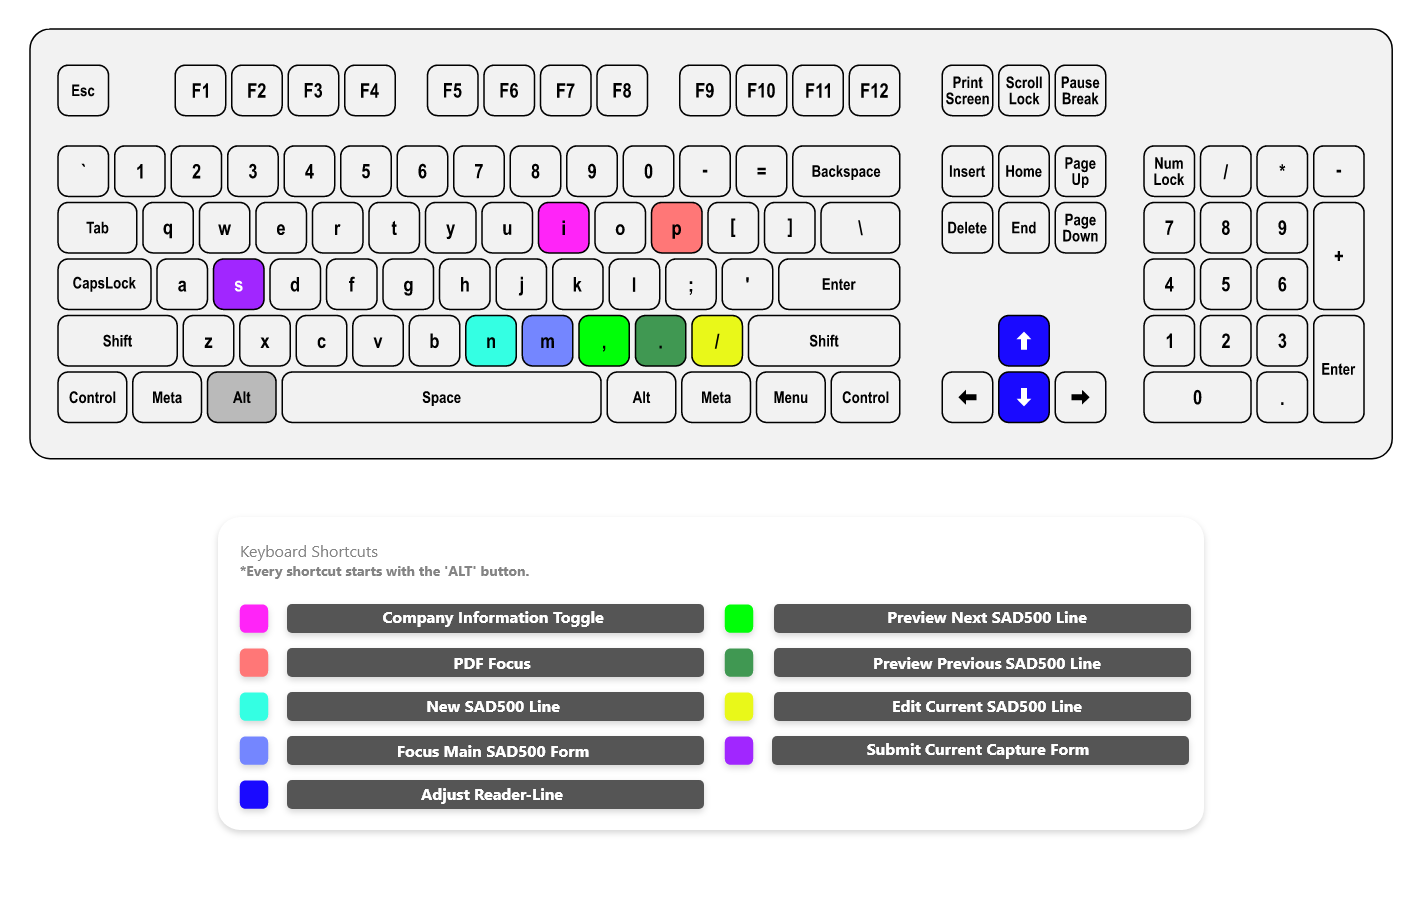 Esc F1 F2 F3 F4 F5 F6 F7 F8 F9 F10 F11 F12 Print Screen Scroll Lock Pause Break
` 1 2 3 4 5 6 7 8 9 0 - = Backspace Insert Home Page Up Num Lock / * -
Tab q w e r t y u i o p [ ] \ Delete End Page Down 7 8 9 +
CapsLock a s d f g h j k l ; ' Enter 4 5 6
Shift z x c v b n m , . / Shift 1 2 3 Enter
Control Meta Alt Space Alt Meta Menu Control 0 .
Keyboard Shortcuts
*Every shortcut starts with the 'ALT' button.
Company Information Toggle
PDF Focus
New SAD500 Line
Focus Main SAD500 Form
Adjust Reader-Line
Preview Next SAD500 Line
Preview Previous SAD500 Line
Edit Current SAD500 Line
Submit Current Capture Form